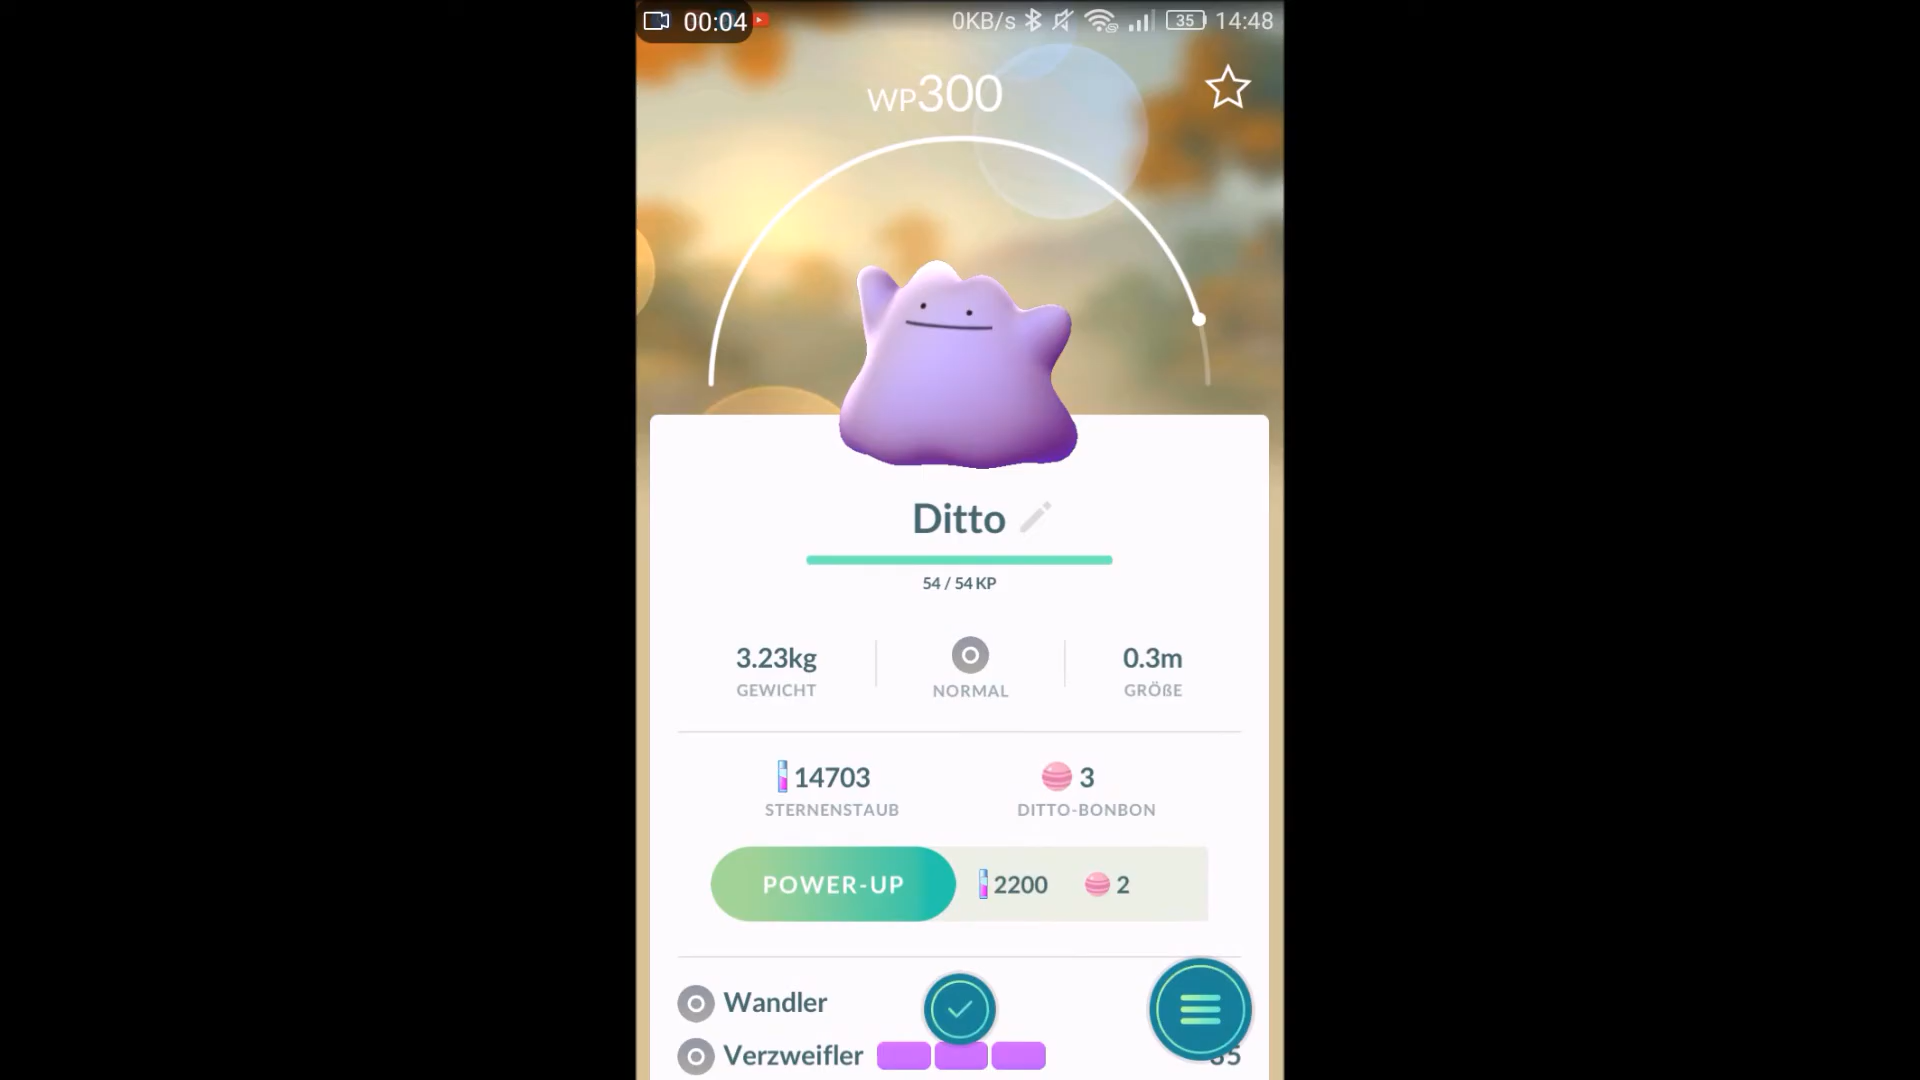 00:04 0KB/s 35 14:48
WP300
Ditto
54 / 54 KP
3.23kg NORMAL 0.3m
GEWICHT GRÖßE
14703 3
STERNENSTAUB DITTO-BONBON
POWER-UP 2200 2
Wandler
Verzweifler